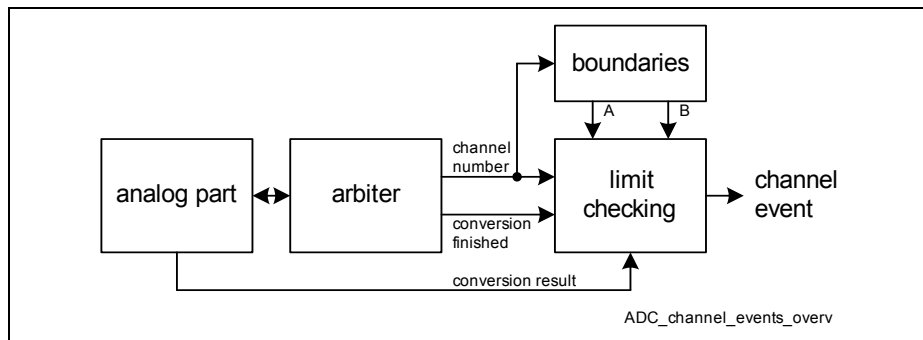 boundaries
A
B
channel
number
analog part
arbiter
limit
checking
channel
event
conversion
finished
conversion result
ADC_channel_events_overv